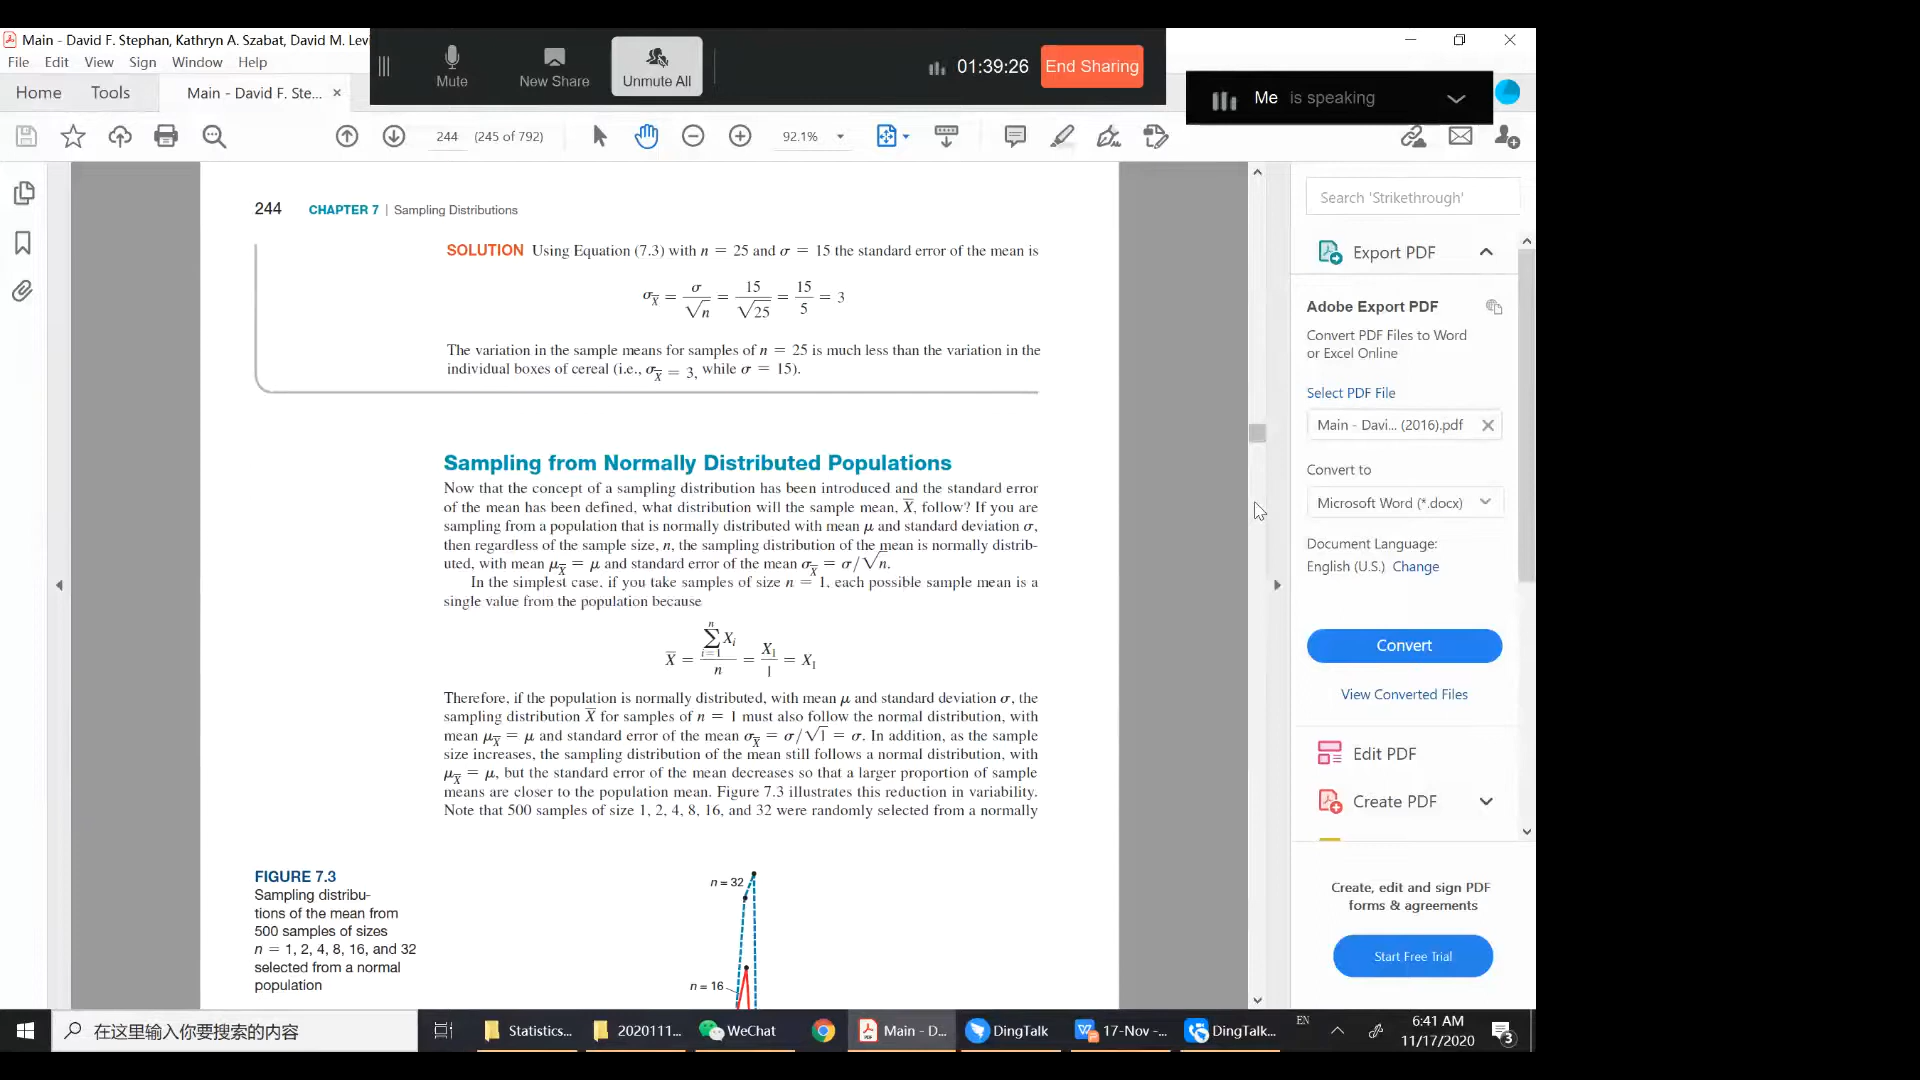 Main - David F. Stephan, Kathryn A. Szabat, David M. Levi
File Edit View Sign Window Help
Mute
New Share
Unmute All
01:39:26
End Sharing
Me is speaking
Home
Tools
Main - David F. Ste... ×
244 (245 of 792)
92.1%
244 CHAPTER 7 | Sampling Distributions
SOLUTION Using Equation (7.3) with n = 25 and σ = 15 the standard error of the mean is
σX̅ = σ/√n = 15/√25 = 15/5 = 3
The variation in the sample means for samples of n = 25 is much less than the variation in the
individual boxes of cereal (i.e., σX̅ = 3, while σ = 15).
Sampling from Normally Distributed Populations
Now that the concept of a sampling distribution has been introduced and the standard error
of the mean has been defined, what distribution will the sample mean, X̅, follow? If you are
sampling from a population that is normally distributed with mean μ and standard deviation σ,
then regardless of the sample size, n, the sampling distribution of the mean is normally distrib-
uted, with mean μX̅ = μ and standard error of the mean σX̅ = σ/√n.
In the simplest case, if you take samples of size n = 1, each possible sample mean is a
single value from the population because
X̅ = ∑ᵢ₌₁ⁿ Xᵢ / n = X₁/1 = X₁
Therefore, if the population is normally distributed, with mean μ and standard deviation σ, the
sampling distribution X̅ for samples of n = 1 must also follow the normal distribution, with
mean μX̅ = μ and standard error of the mean σX̅ = σ/√1 = σ. In addition, as the sample
size increases, the sampling distribution of the mean still follows a normal distribution, with
μX̅ = μ, but the standard error of the mean decreases so that a larger proportion of sample
means are closer to the population mean. Figure 7.3 illustrates this reduction in variability.
Note that 500 samples of size 1, 2, 4, 8, 16, and 32 were randomly selected from a normally
FIGURE 7.3
Sampling distribu-
tions of the mean from
500 samples of sizes
n = 1, 2, 4, 8, 16, and 32
selected from a normal
population
n = 32
n = 16
Search 'Strikethrough'
Export PDF
Adobe Export PDF
Convert PDF Files to Word
or Excel Online
Select PDF File
Main - Davi... (2016).pdf
Convert to
Microsoft Word (*.docx)
Document Language:
English (U.S.) Change
Convert
View Converted Files
Edit PDF
Create PDF
Create, edit and sign PDF
forms & agreements
Start Free Trial
在这里输入你要搜索的内容
Statistics...
2020111...
WeChat
Main - D...
DingTalk
17-Nov -...
DingTalk...
EN
6:41 AM
11/17/2020
3